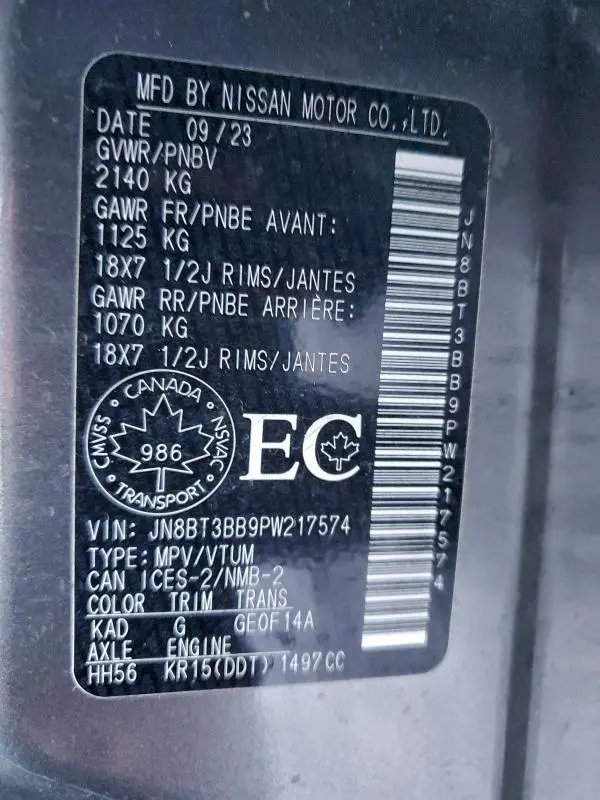 MFD BY NISSAN MOTOR CO.,LTD.
DATE 09/23
GVWR/PNBV
2140 KG
GAWR FR/PNBE AVANT:
1125 KG
18X7 1/2J RIMS/JANTES
GAWR RR/PNBE ARRIÈRE:
1070 KG
18X7 1/2J RIMS/JANTES
CANADA
CMVSS NSVAC
986
TRANSPORT
EC
VIN: JN8BT3BB9PW217574
TYPE: MPV/VTUM
CAN ICES-2/NMB-2
COLOR TRIM TRANS
KAD G GE0F14A
AXLE ENGINE
HH56 KR15(DDT) 1497CC
JN8BT3BB9PW217574